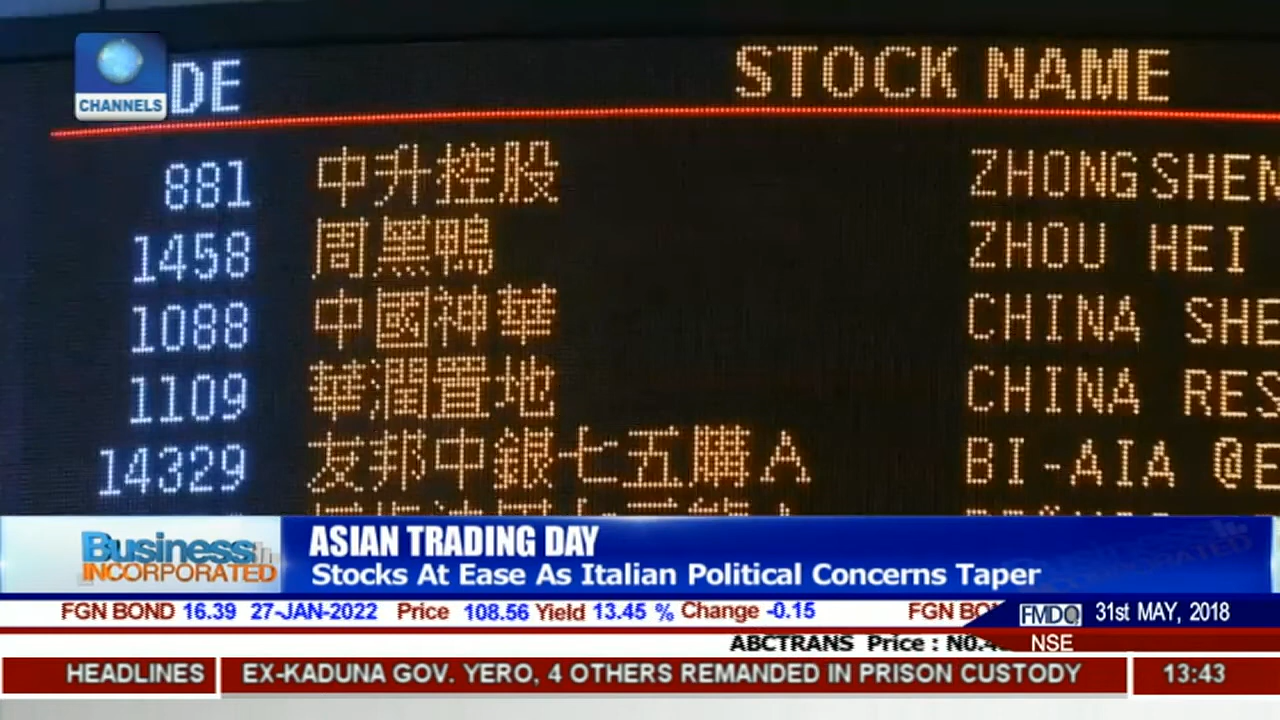 CHANNELS
DE STOCK NAME
881 中升控股 ZHONGSHEN
1458 周黑鴨 ZHOU HEI
1088 中國神華 CHINA SHE
1109 華潤置地 CHINA RES
14329 友邦中銀七五購A BI-AIA @E
Business INCORPORATED
ASIAN TRADING DAY
Stocks At Ease As Italian Political Concerns Taper
FGN BOND 16.39 27-JAN-2022 Price 108.56 Yield 13.45 % Change -0.15 FGN BO FMDQ 31st MAY, 2018
ABCTRANS Price : N0.4 NSE
HEADLINES EX-KADUNA GOV. YERO, 4 OTHERS REMANDED IN PRISON CUSTODY 13:43